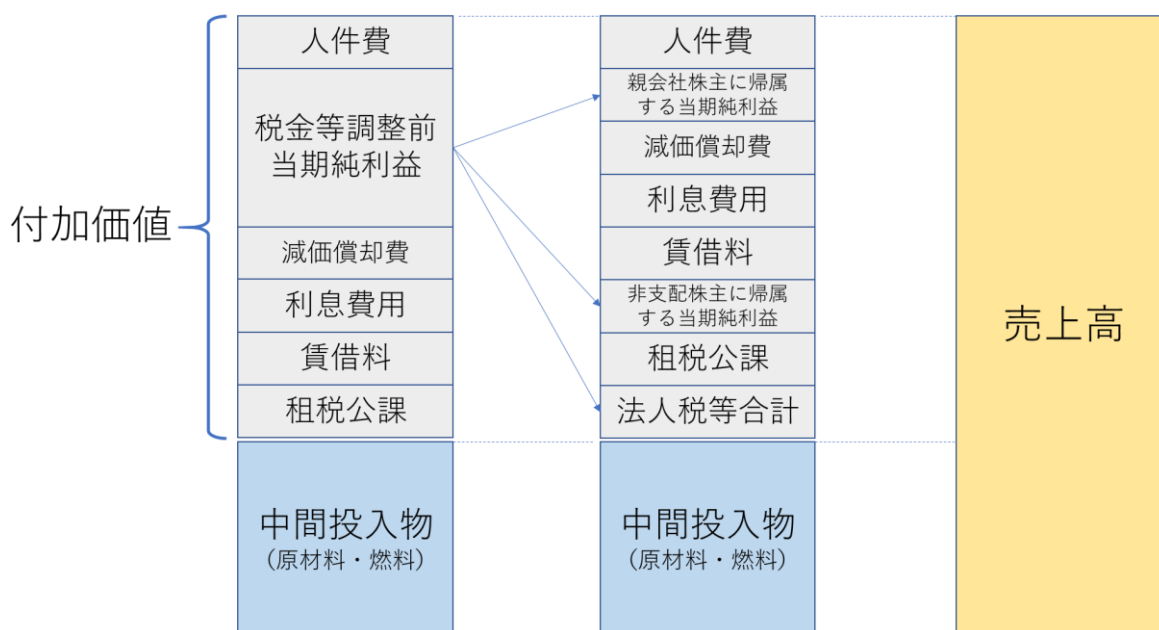 付加価値
人件費
税金等調整前
当期純利益
減価償却費
利息費用
賃借料
租税公課
中間投入物
（原材料・燃料）
人件費
親会社株主に帰属
する当期純利益
減価償却費
利息費用
賃借料
非支配株主に帰属
する当期純利益
租税公課
法人税等合計
中間投入物
（原材料・燃料）
売上高